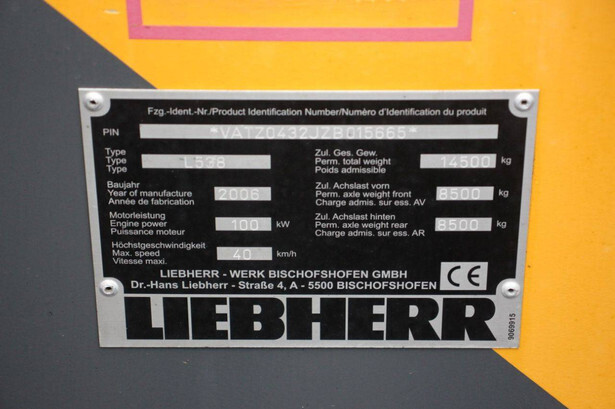 Fzg.-Ident.-Nr./Product Identification Number/Numéro d'Identification du produit
PIN *VATZ0432JZB015665*
Type L538 Zul. Ges. Gew. 14500 kg
Type Perm. total weight
Type Poids admissible
Baujahr Zul. Achslast vorn
Year of manufacture 2006 Perm. axle weight front 8500 kg
Année de fabrication Charge admis. sur ess. AV
Motorleistung Zul. Achslast hinten
Engine power 100 kW Perm. axle weight rear 8500 kg
Puissance moteur Charge admis. sur ess. AR
Höchstgeschwindigkeit
Max. speed 40 km/h
Vitesse maxi.
LIEBHERR - WERK BISCHOFSHOFEN GMBH
Dr.-Hans Liebherr - Straße 4, A - 5500 BISCHOFSHOFEN
CE
LIEBHERR
9069915